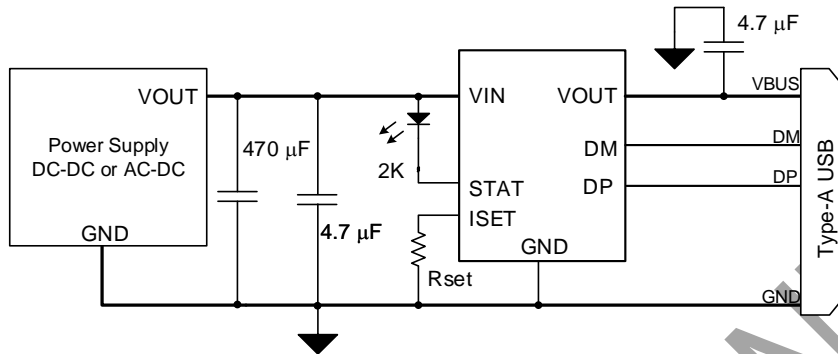 4.7 μF
VOUT
VIN
VOUT
VBUS
Power Supply
DC-DC or AC-DC
470 μF
DM
DM
2K
STAT
DP
DP
Type-A USB
4.7 μF
ISET
GND
GND
Rset
GND